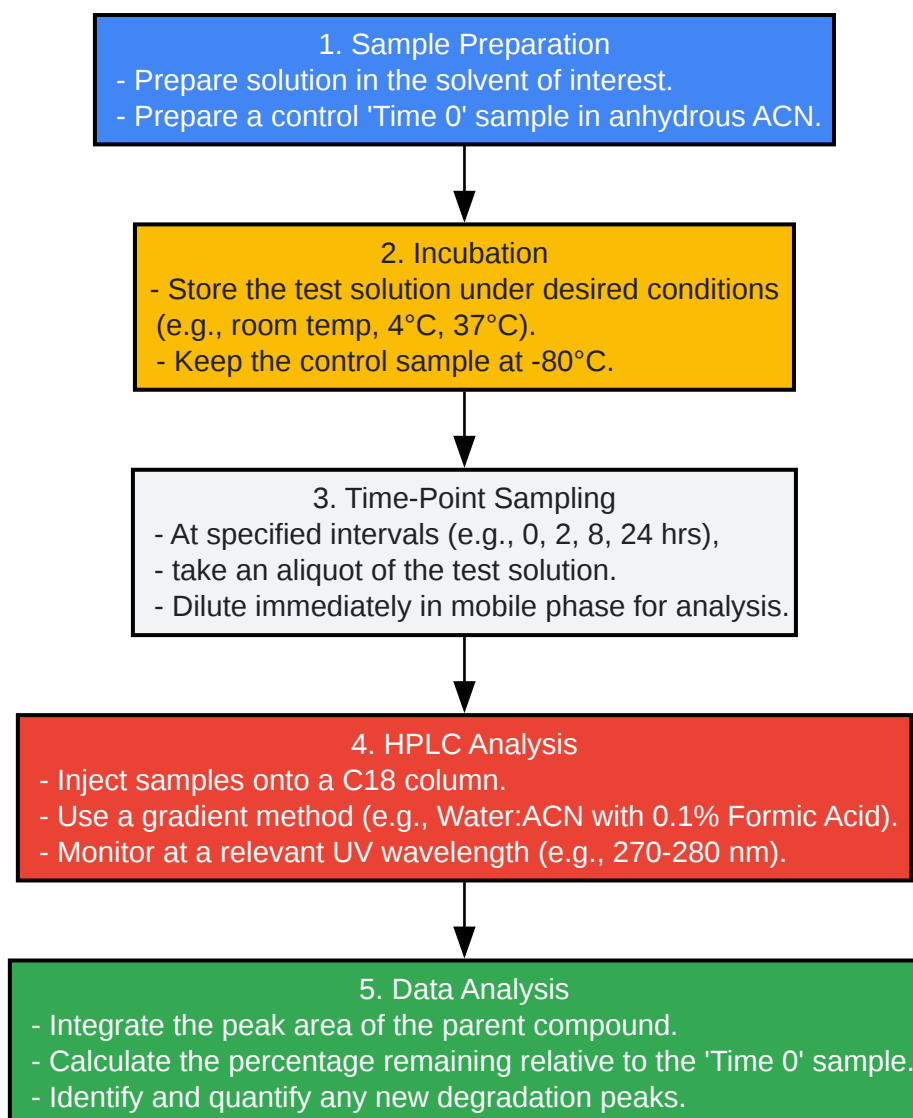 1. Sample Preparation
- Prepare solution in the solvent of interest.
- Prepare a control 'Time 0' sample in anhydrous ACN.
2. Incubation
- Store the test solution under desired conditions
(e.g., room temp, 4°C, 37°C).
- Keep the control sample at -80°C.
3. Time-Point Sampling
- At specified intervals (e.g., 0, 2, 8, 24 hrs),
- take an aliquot of the test solution.
- Dilute immediately in mobile phase for analysis.
4. HPLC Analysis
- Inject samples onto a C18 column.
- Use a gradient method (e.g., Water:ACN with 0.1% Formic Acid).
- Monitor at a relevant UV wavelength (e.g., 270-280 nm).
5. Data Analysis
- Integrate the peak area of the parent compound.
- Calculate the percentage remaining relative to the 'Time 0' sample.
- Identify and quantify any new degradation peaks.